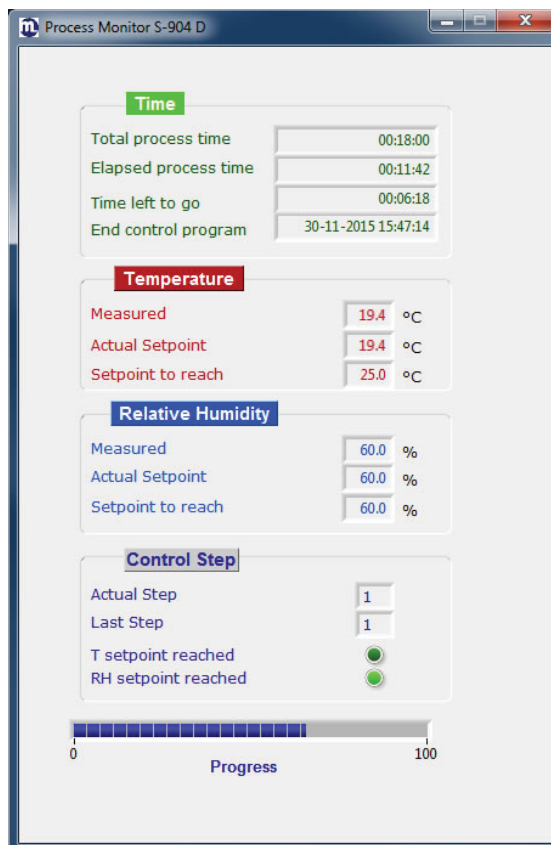 Process Monitor S-904 D
Time
Total process time 00:18:00
Elapsed process time 00:11:42
Time left to go 00:06:18
End control program 30-11-2015 15:47:14
Temperature
Measured 19.4 °C
Actual Setpoint 19.4 °C
Setpoint to reach 25.0 °C
Relative Humidity
Measured 60.0 %
Actual Setpoint 60.0 %
Setpoint to reach 60.0 %
Control Step
Actual Step 1
Last Step 1
T setpoint reached
RH setpoint reached
0 100
Progress